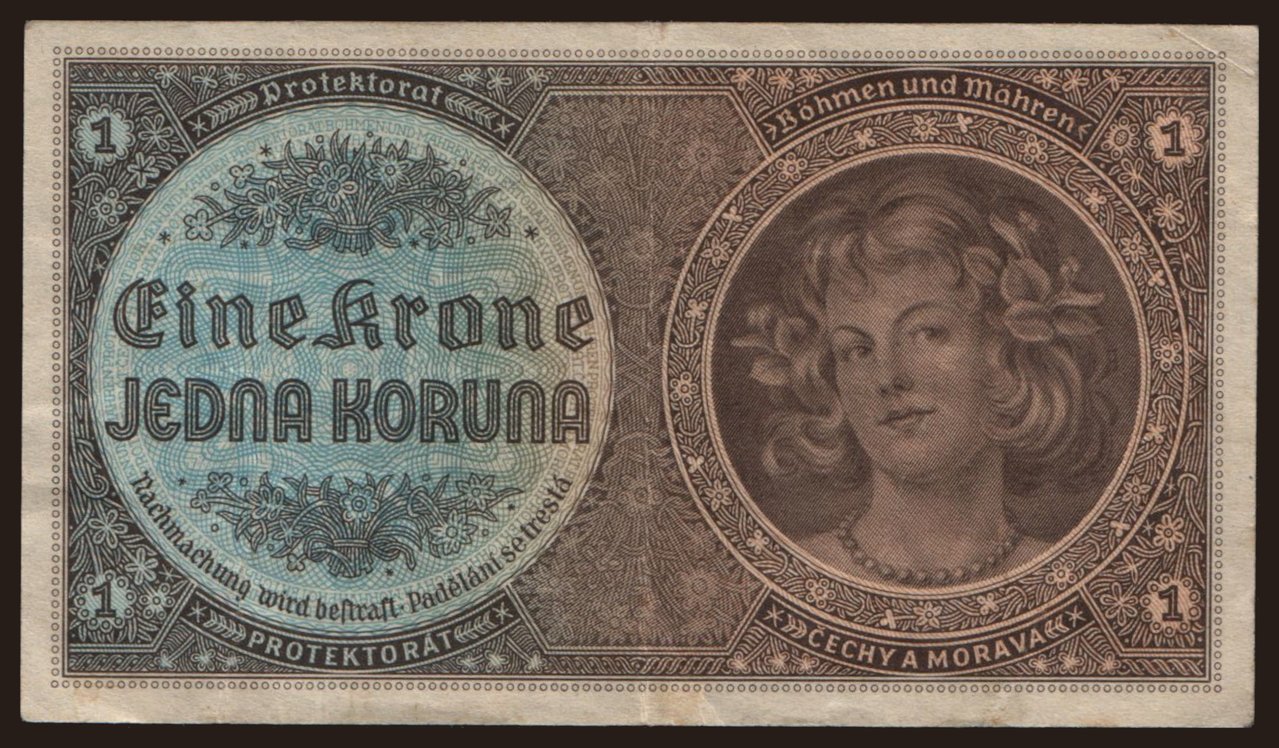 Protektorat
Böhmen und Mähren
1
1
Eine Krone
JEDNA KORUNA
Nachmachung wird bestraft. Padělání se trestá
1
1
PROTEKTORÁT
ČECHY A MORAVA